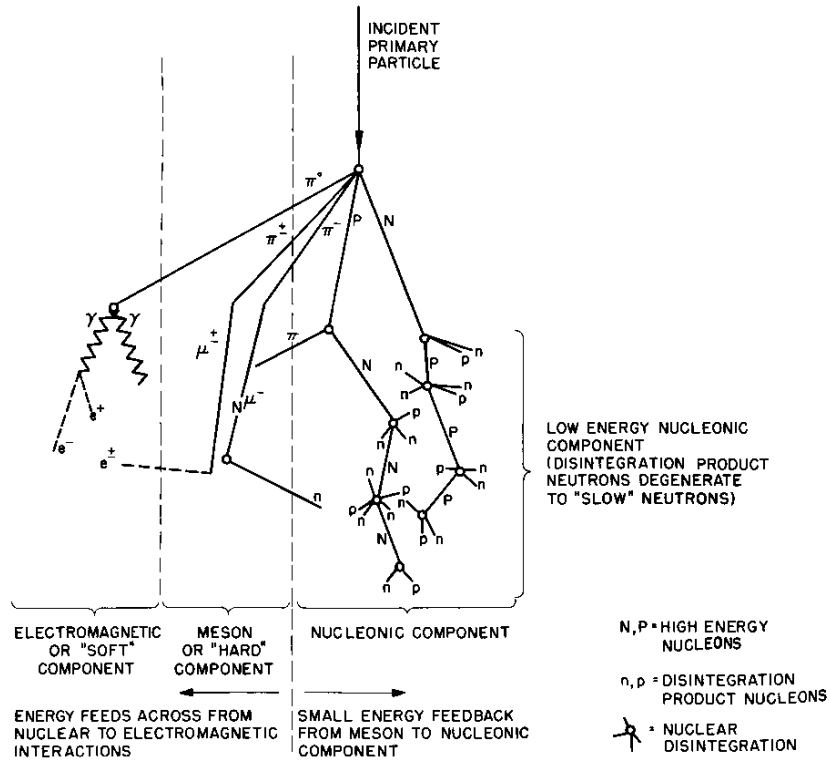 INCIDENT
PRIMARY
PARTICLE
π°
π±
π-
P
N
γ
γ
μ±
π
N
μ-
N
e+
e-
e±
n
n
p
P
n
n
p
n
p
n
n
P
N
p
n
n
n
p
n
n
P
n
p
n
n
N
p
n
n
p
LOW ENERGY NUCLEONIC
COMPONENT
(DISINTEGRATION PRODUCT
NEUTRONS DEGENERATE
TO "SLOW" NEUTRONS)
ELECTROMAGNETIC
OR "SOFT"
COMPONENT
MESON
OR "HARD"
COMPONENT
NUCLEONIC COMPONENT
ENERGY FEEDS ACROSS FROM
NUCLEAR TO ELECTROMAGNETIC
INTERACTIONS
SMALL ENERGY FEEDBACK
FROM MESON TO NUCLEONIC
COMPONENT
N,P = HIGH ENERGY
NUCLEONS
n,p = DISINTEGRATION
PRODUCT NUCLEONS
= NUCLEAR
DISINTEGRATION